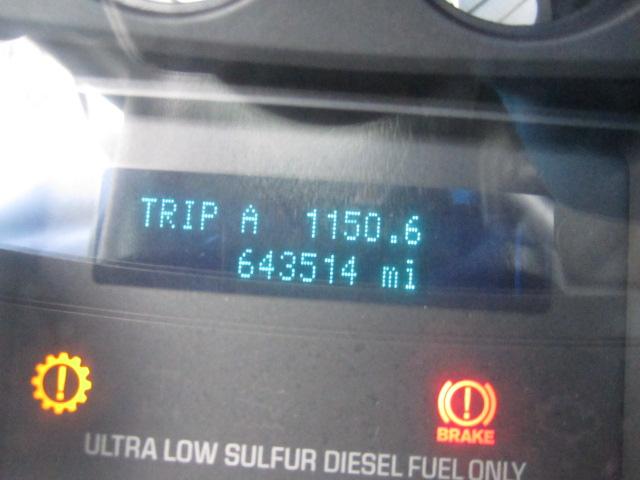 TRIP A 1150.6
643514 mi
BRAKE
ULTRA LOW SULFUR DIESEL FUEL ONLY